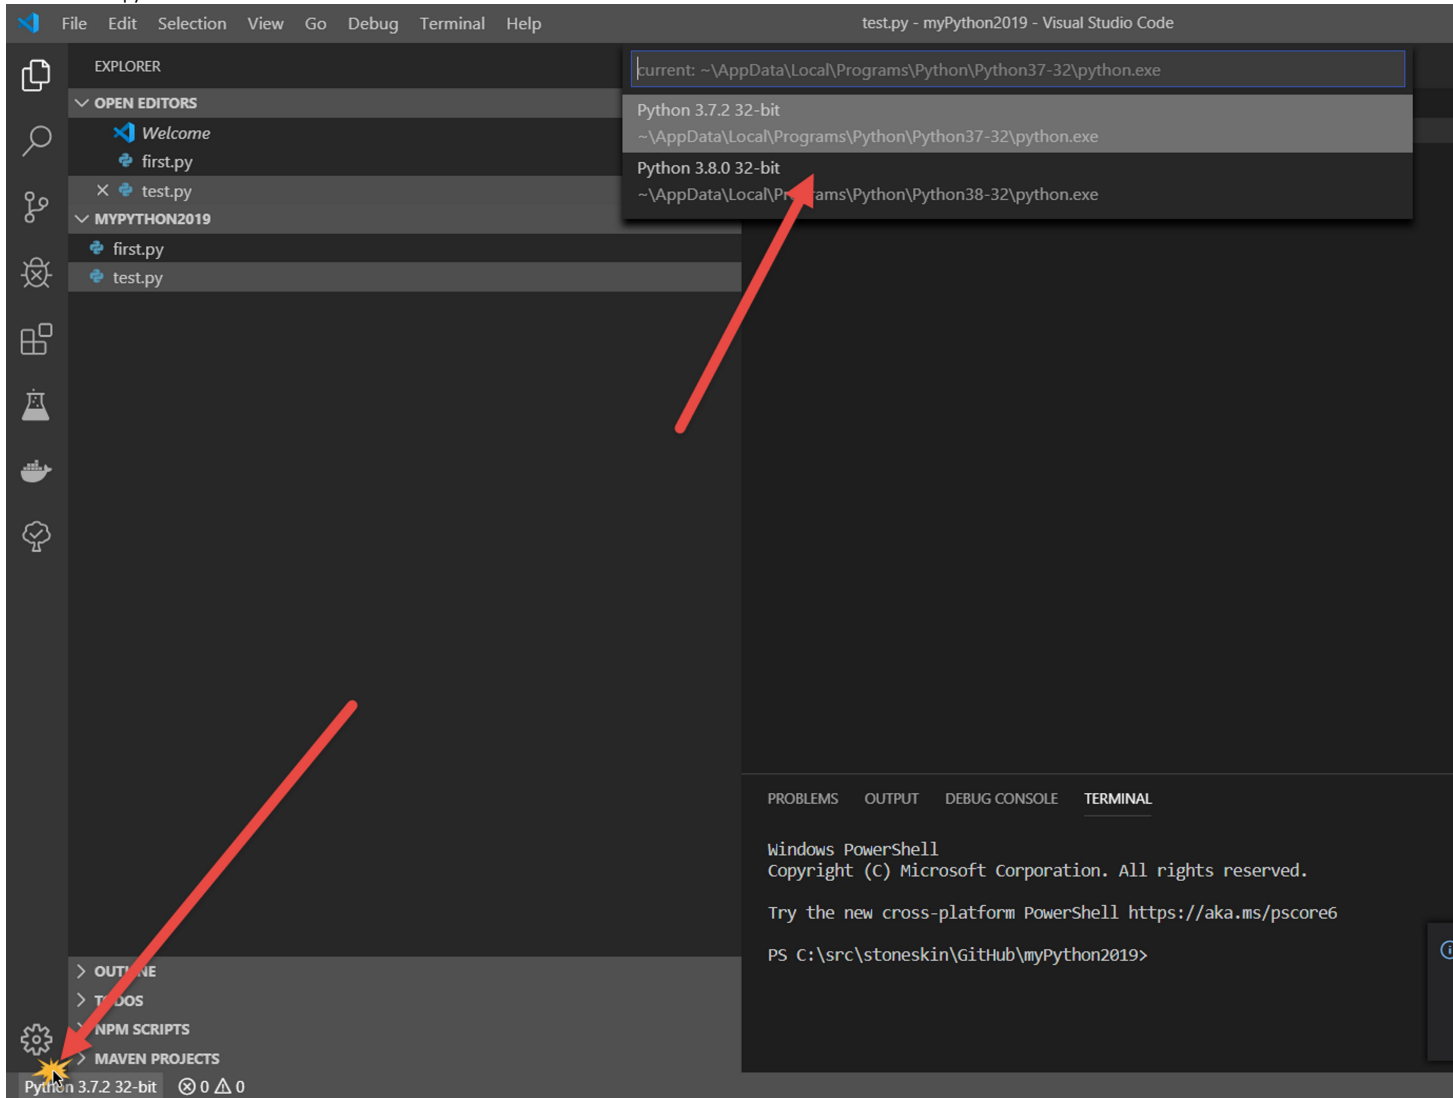 File Edit Selection View Go Debug Terminal Help
test.py - myPython2019 - Visual Studio Code
EXPLORER
OPEN EDITORS
Welcome
first.py
test.py
MYPYTHON2019
first.py
test.py
current: ~\AppData\Local\Programs\Python\Python37-32\python.exe
Python 3.7.2 32-bit
~\AppData\Local\Programs\Python\Python37-32\python.exe
Python 3.8.0 32-bit
~\AppData\Local\Programs\Python\Python38-32\python.exe
PROBLEMS OUTPUT DEBUG CONSOLE TERMINAL
Windows PowerShell
Copyright (C) Microsoft Corporation. All rights reserved.
Try the new cross-platform PowerShell https://aka.ms/pscore6
PS C:\src\stoneskin\GitHub\myPython2019>
OUTLINE
TODOS
NPM SCRIPTS
MAVEN PROJECTS
Python 3.7.2 32-bit 0 0